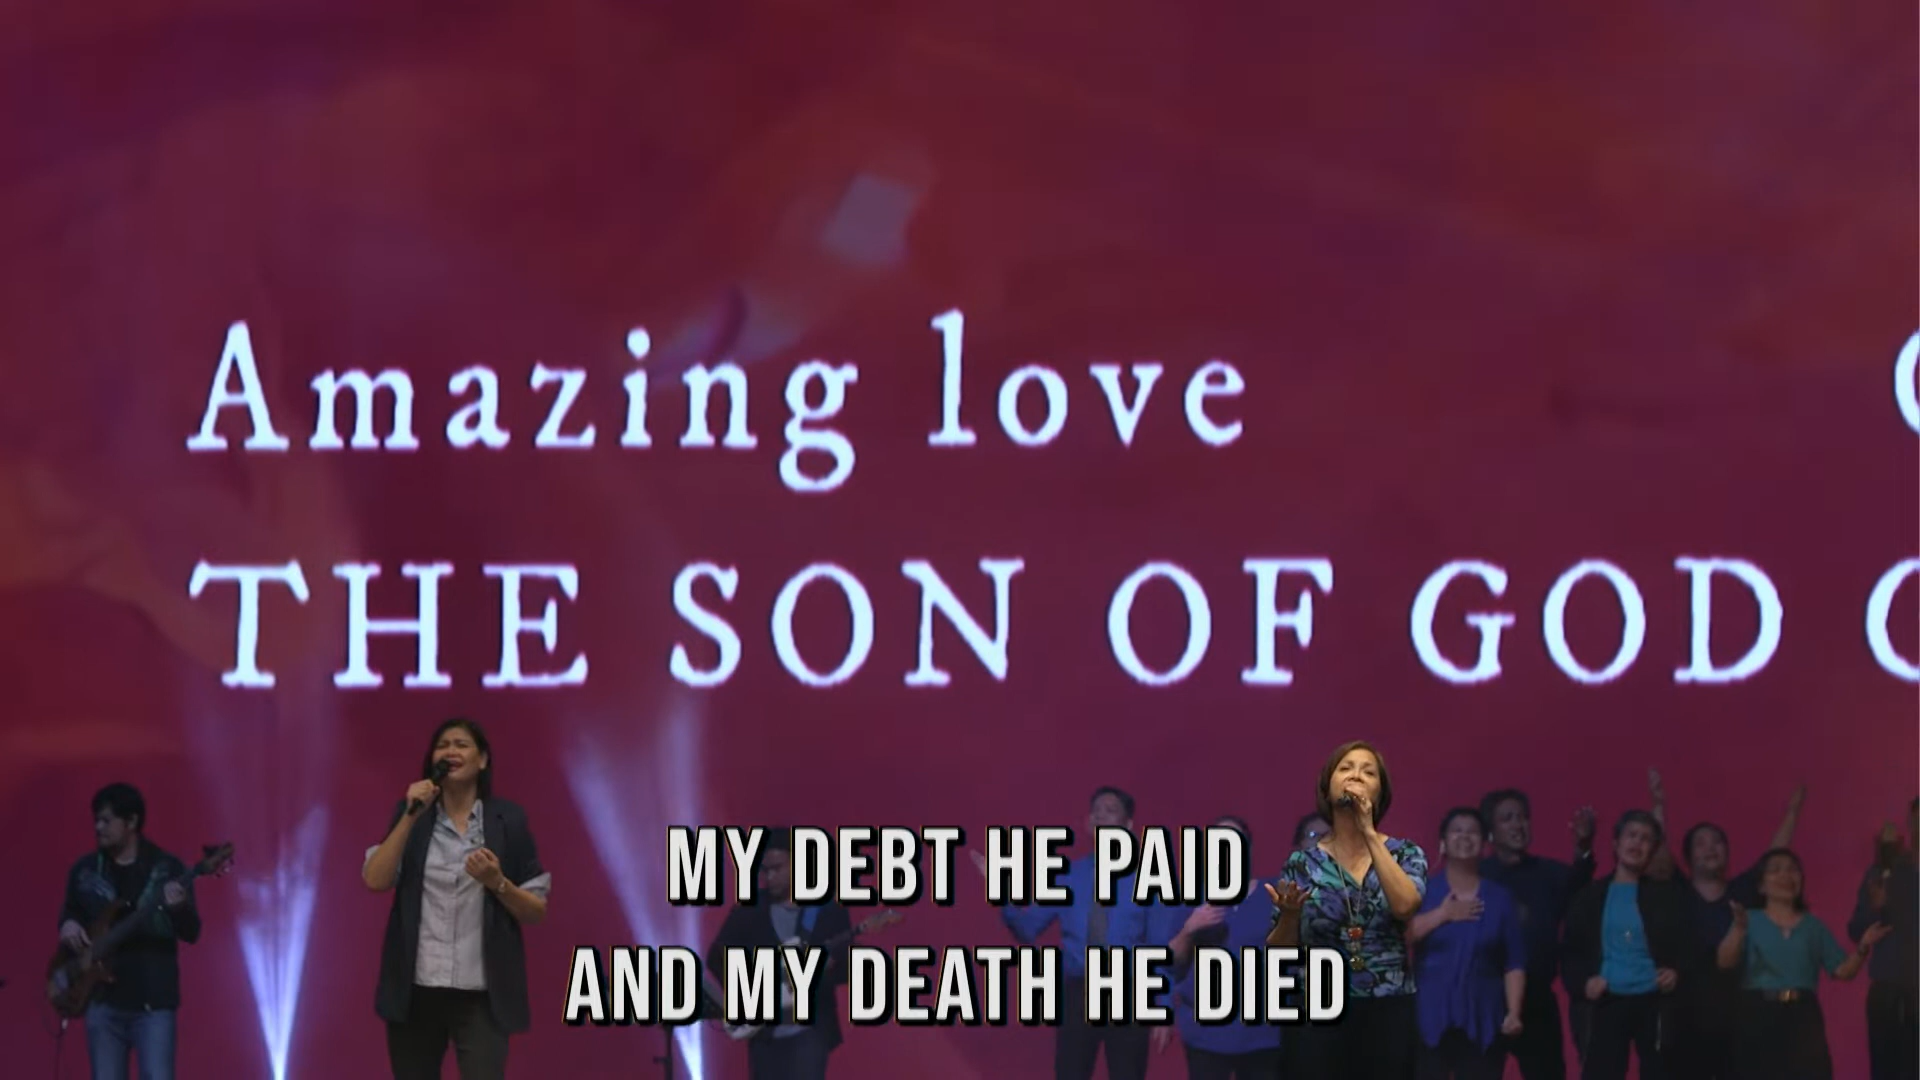 Amazing love
THE SON OF GOD
MY DEBT HE PAID
AND MY DEATH HE DIED